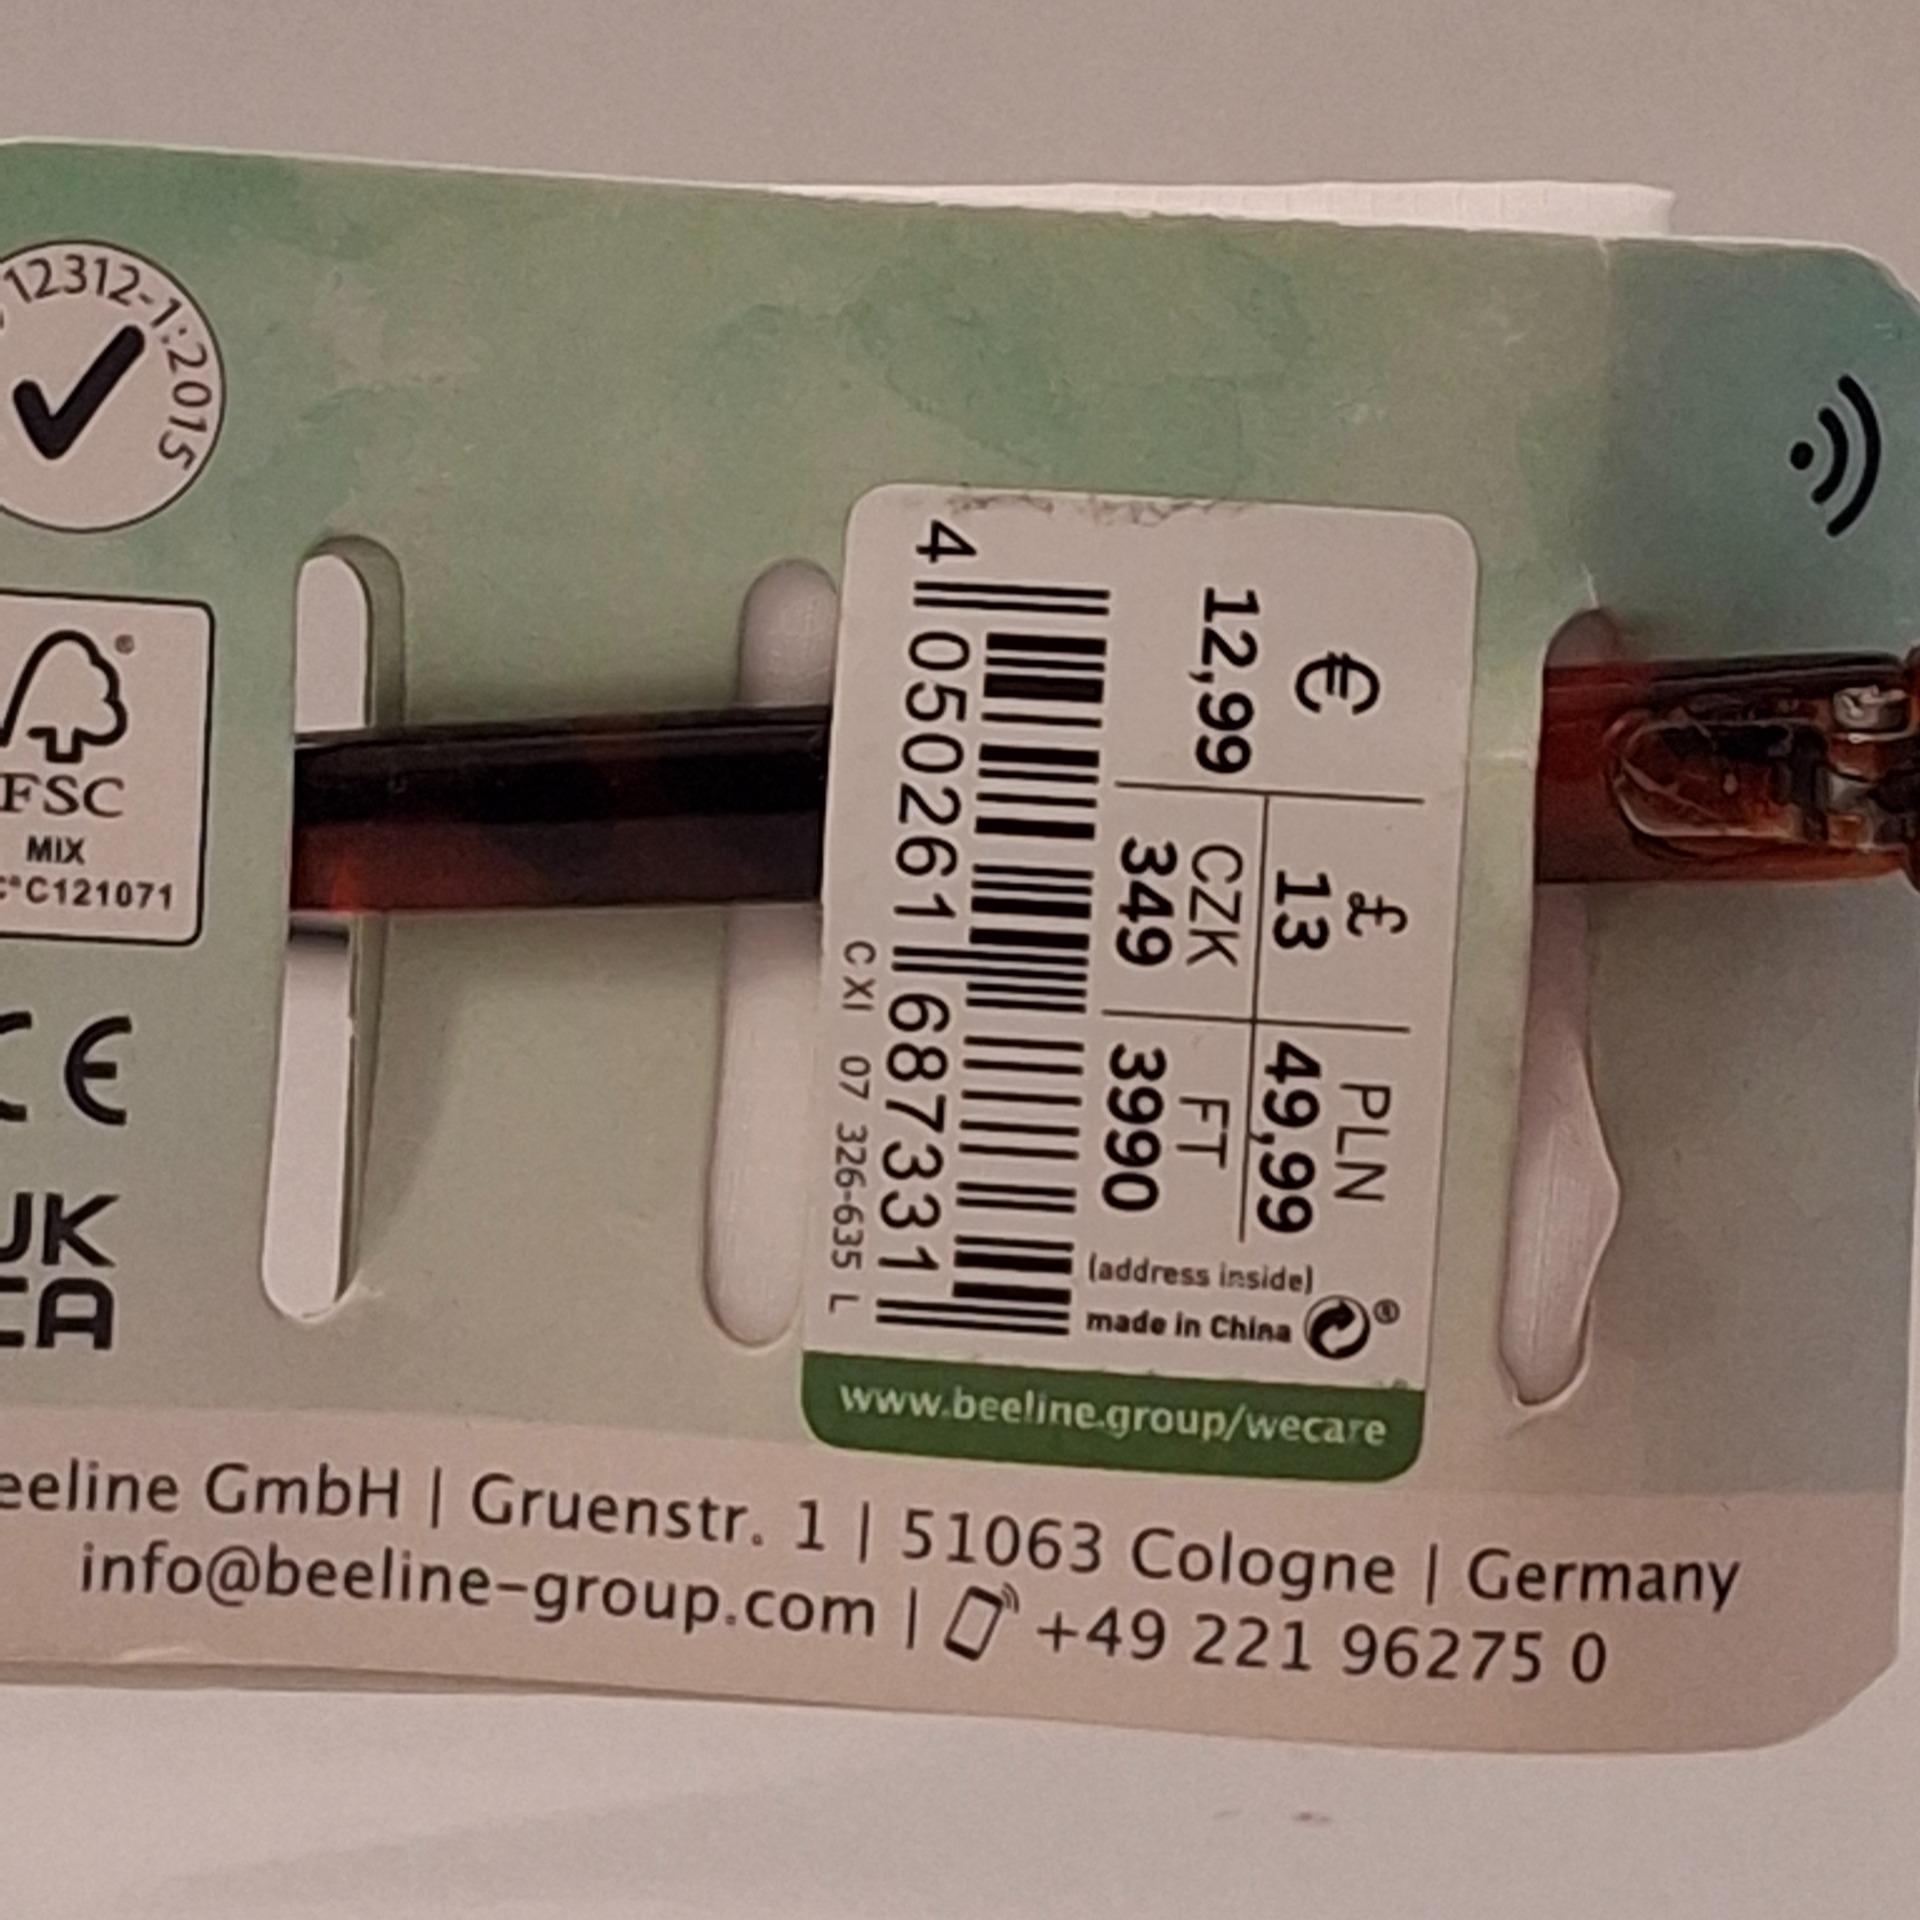 12312-1:2015
FSC
MIX
C121071
CE
UK
CA
€
12,99
£
13
PLN
49,99
CZK
349
FT
3990
4 050261 687331
C XI 07 326-635 L
(address inside)
made in China
www.beeline.group/wecare
eeline GmbH | Gruenstr. 1 | 51063 Cologne | Germany
info@beeline-group.com | +49 221 96275 0